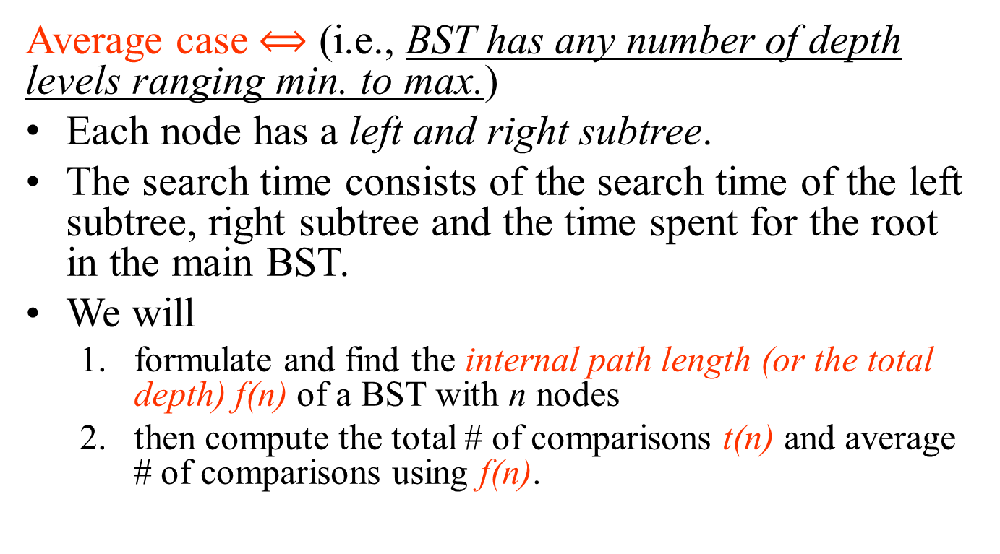 Average case ⇔ (i.e., BST has any number of depth
levels ranging min. to max.)
• Each node has a left and right subtree.
• The search time consists of the search time of the left
subtree, right subtree and the time spent for the root
in the main BST.
• We will
1. formulate and find the internal path length (or the total
depth) f(n) of a BST with n nodes
2. then compute the total # of comparisons t(n) and average
# of comparisons using f(n).